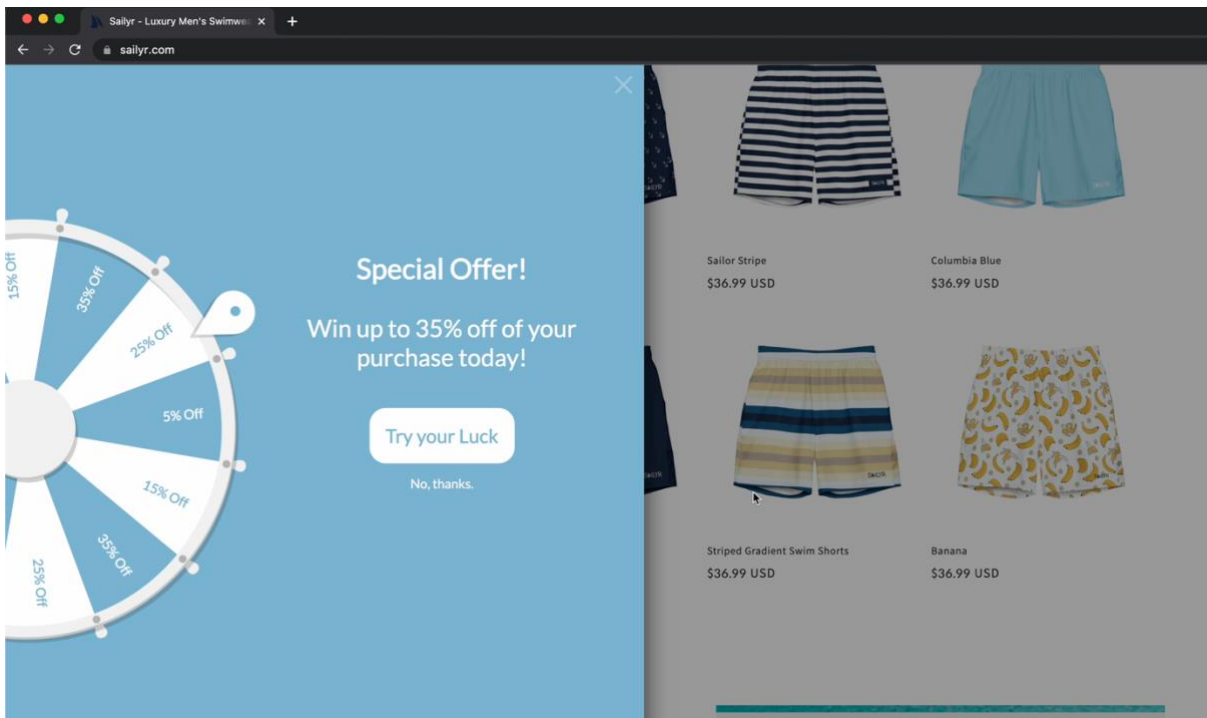 Sailyr - Luxury Men's Swimwe
sailyr.com
15% Off
35% Off
25% Off
5% Off
15% Off
35% Off
25% Off
Special Offer!
Win up to 35% off of your
purchase today!
Try your Luck
No, thanks.
Sailor Stripe
$36.99 USD
Columbia Blue
$36.99 USD
Striped Gradient Swim Shorts
$36.99 USD
Banana
$36.99 USD